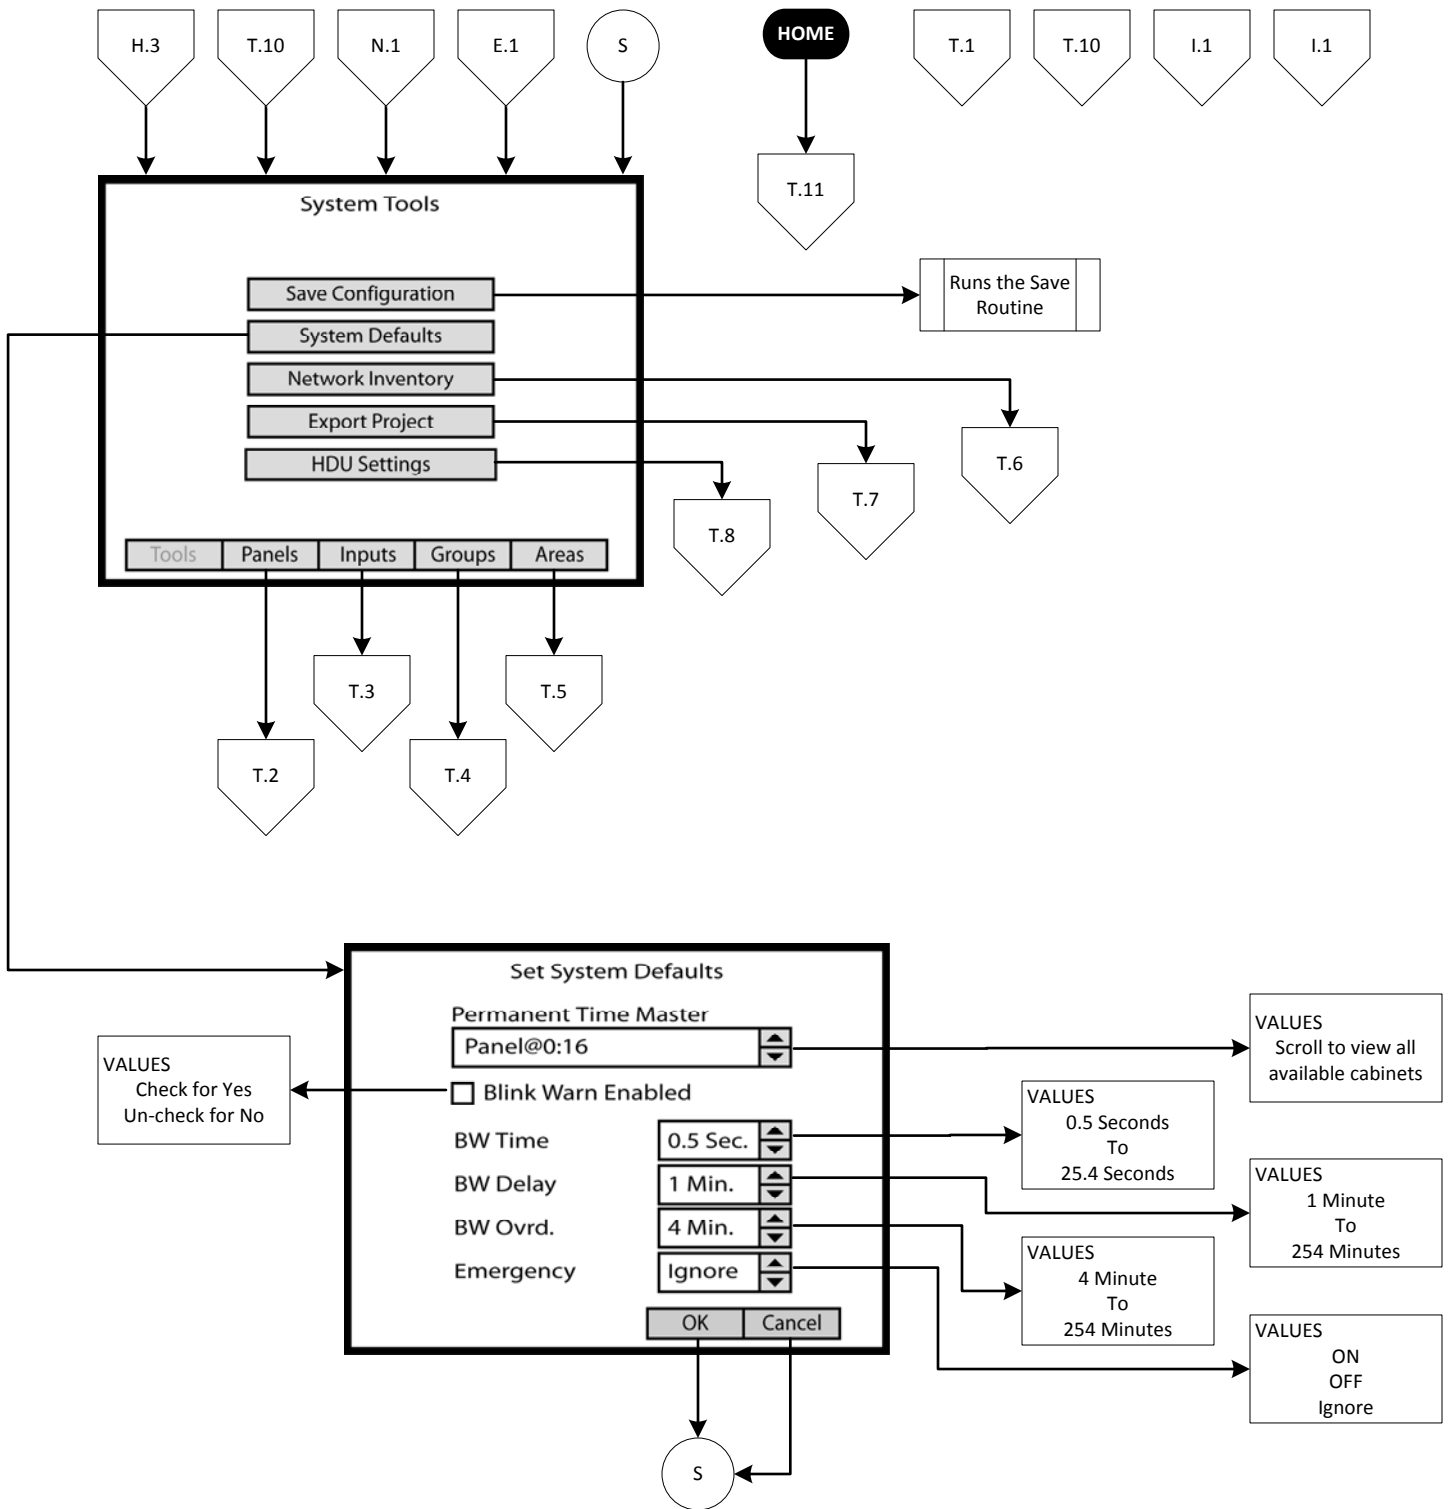 H.3
T.10
N.1
E.1
S
HOME
T.1
T.10
I.1
I.1
T.11
System Tools
Save Configuration
System Defaults
Network Inventory
Export Project
HDU Settings
Tools
Panels
Inputs
Groups
Areas
Runs the Save
Routine
T.6
T.7
T.8
T.3
T.5
T.2
T.4
Set System Defaults
Permanent Time Master
Panel@0:16
Blink Warn Enabled
BW Time
0.5 Sec.
BW Delay
1 Min.
BW Ovrd.
4 Min.
Emergency
Ignore
OK
Cancel
VALUES
Check for Yes
Un-check for No
VALUES
Scroll to view all
available cabinets
VALUES
0.5 Seconds
To
25.4 Seconds
VALUES
1 Minute
To
254 Minutes
VALUES
4 Minute
To
254 Minutes
VALUES
ON
OFF
Ignore
S